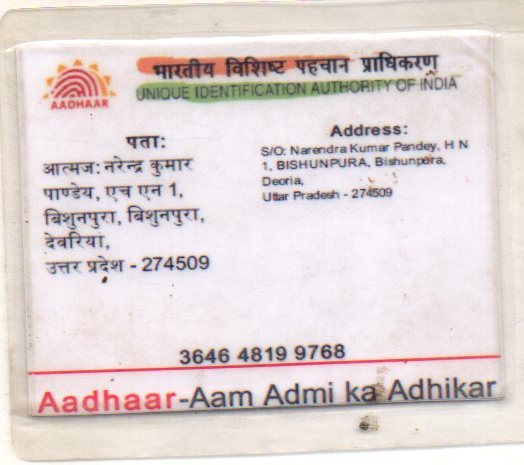 भारतीय विशिष्ट पहचान प्राधिकरण
AADHAAR
UNIQUE IDENTIFICATION AUTHORITY OF INDIA
पता:
आत्मज: नरेन्द्र कुमार
पाण्डेय, एच एन 1,
बिशुनपुरा, बिशुनपुरा,
देवरिया,
उत्तर प्रदेश - 274509
Address:
S/O: Narendra Kumar Pandey, H N
1, BISHUNPURA, Bishunpura,
Deoria,
Uttar Pradesh - 274509
3646 4819 9768
Aadhaar-Aam Admi ka Adhikar